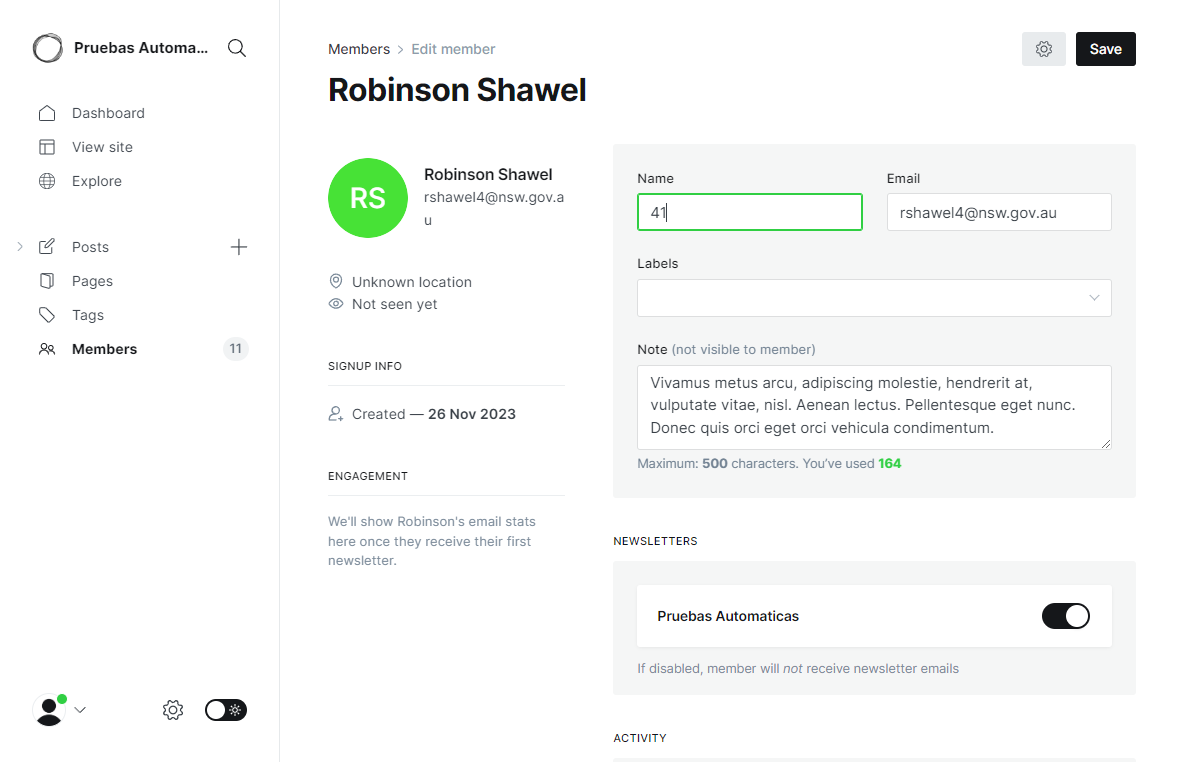 Pruebas Automa...
Dashboard
View site
Explore
Posts
Pages
Tags
Members
11
Members > Edit member
Save
Robinson Shawel
RS
Robinson Shawel
rshawel4@nsw.gov.a
u
Unknown location
Not seen yet
SIGNUP INFO
Created — 26 Nov 2023
ENGAGEMENT
We'll show Robinson's email stats
here once they receive their first
newsletter.
Name
41
Email
rshawel4@nsw.gov.au
Labels
Note (not visible to member)
Vivamus metus arcu, adipiscing molestie, hendrerit at,
vulputate vitae, nisl. Aenean lectus. Pellentesque eget nunc.
Donec quis orci eget orci vehicula condimentum.
Maximum: 500 characters. You've used 164
NEWSLETTERS
Pruebas Automaticas
If disabled, member will not receive newsletter emails
ACTIVITY